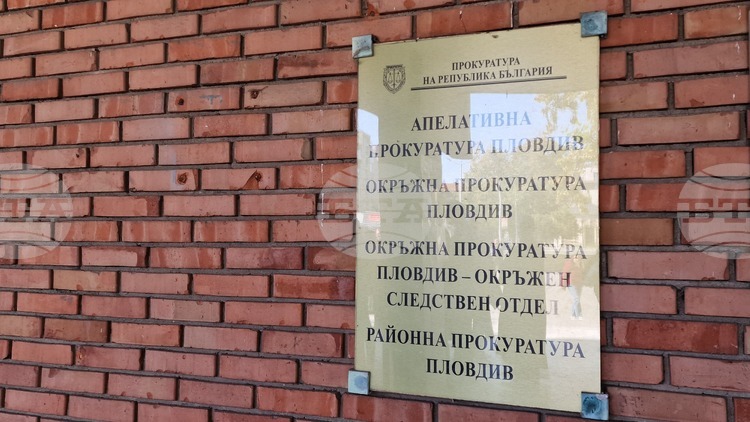 ПРОКУРАТУРА
НА РЕПУБЛИКА БЪЛГАРИЯ
АПЕЛАТИВНА
ПРОКУРАТУРА ПЛОВДИВ
ОКРЪЖНА ПРОКУРАТУРА
ПЛОВДИВ
ОКРЪЖНА ПРОКУРАТУРА
ПЛОВДИВ – ОКРЪЖЕН
СЛЕДСТВЕН ОТДЕЛ
РАЙОННА ПРОКУРАТУРА
ПЛОВДИВ